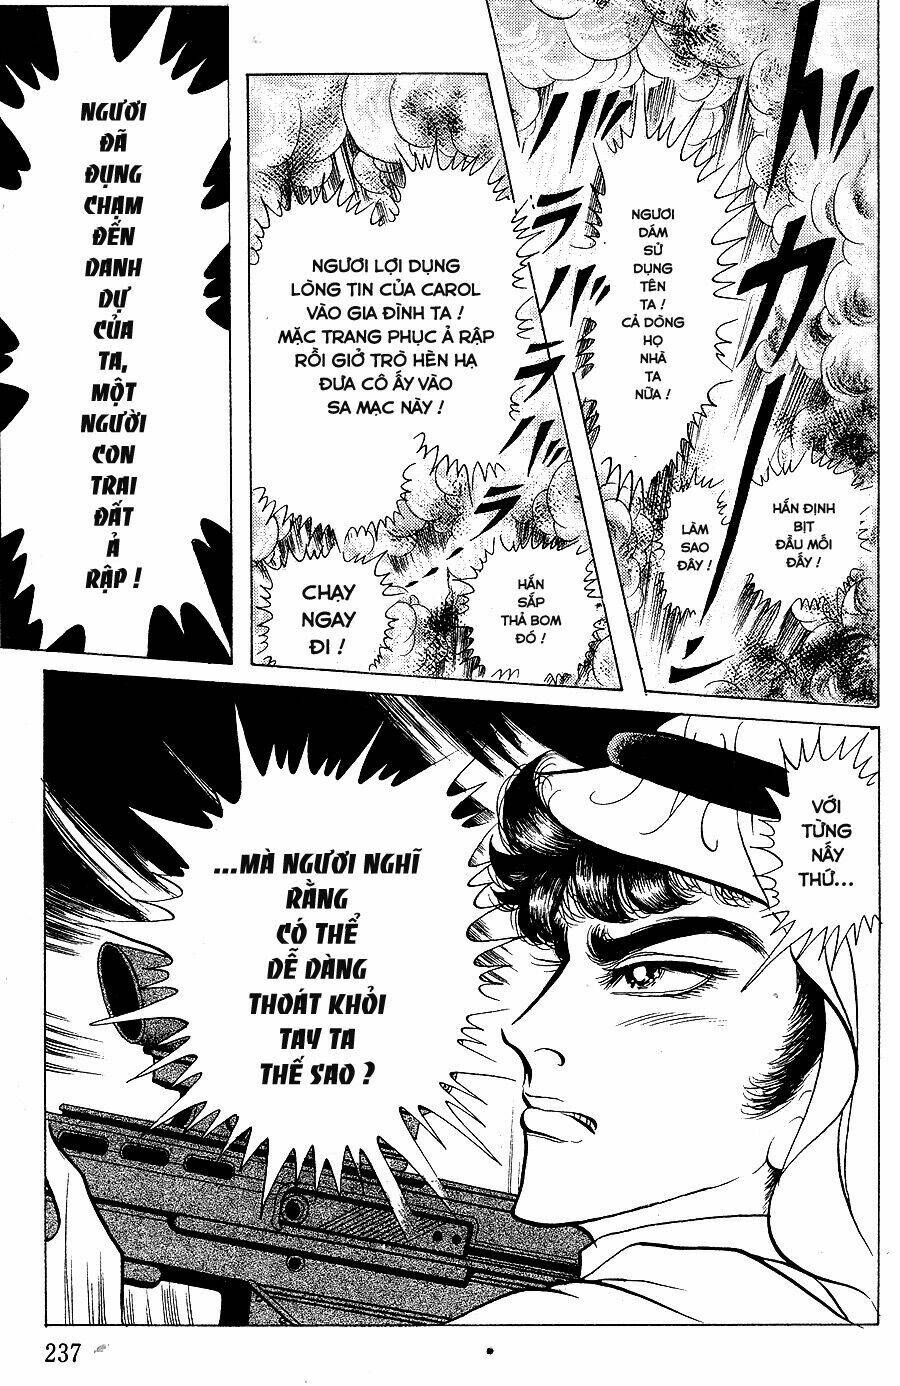 NGƯƠI
DÁM
SỬ
DỤNG
TÊN
TA !
CẢ DÒNG
HỌ
NHÀ
TA
NỮA !
HẮN ĐỊNH
BỊT
ĐẦU MỐI
ĐẤY !
LÀM
SAO
ĐÂY !
NGƯƠI LỢI DỤNG
LÒNG TIN CỦA CAROL
VÀO GIA ĐÌNH TA !
MẶC TRANG PHỤC Ả RẬP
RỒI GIỞ TRÒ HÈN HẠ
ĐƯA CÔ ẤY VÀO
SA MẠC NÀY !
HẮN
SẮP
THẢ BOM
ĐÓ !
CHẠY
NGAY
ĐI !
NGƯƠI
ĐÃ
ĐỤNG
CHẠM
ĐẾN
DANH
DỰ
CỦA
TA,
MỘT
NGƯỜI
CON
TRAI
ĐẤT
Ả
RẬP !
VỚI
TỪNG
NẤY
THỨ...
...MÀ NGƯƠI NGHĨ
RẰNG
CÓ THỂ
DỄ DÀNG
THOÁT KHỎI
TAY TA
THẾ SAO ?
237